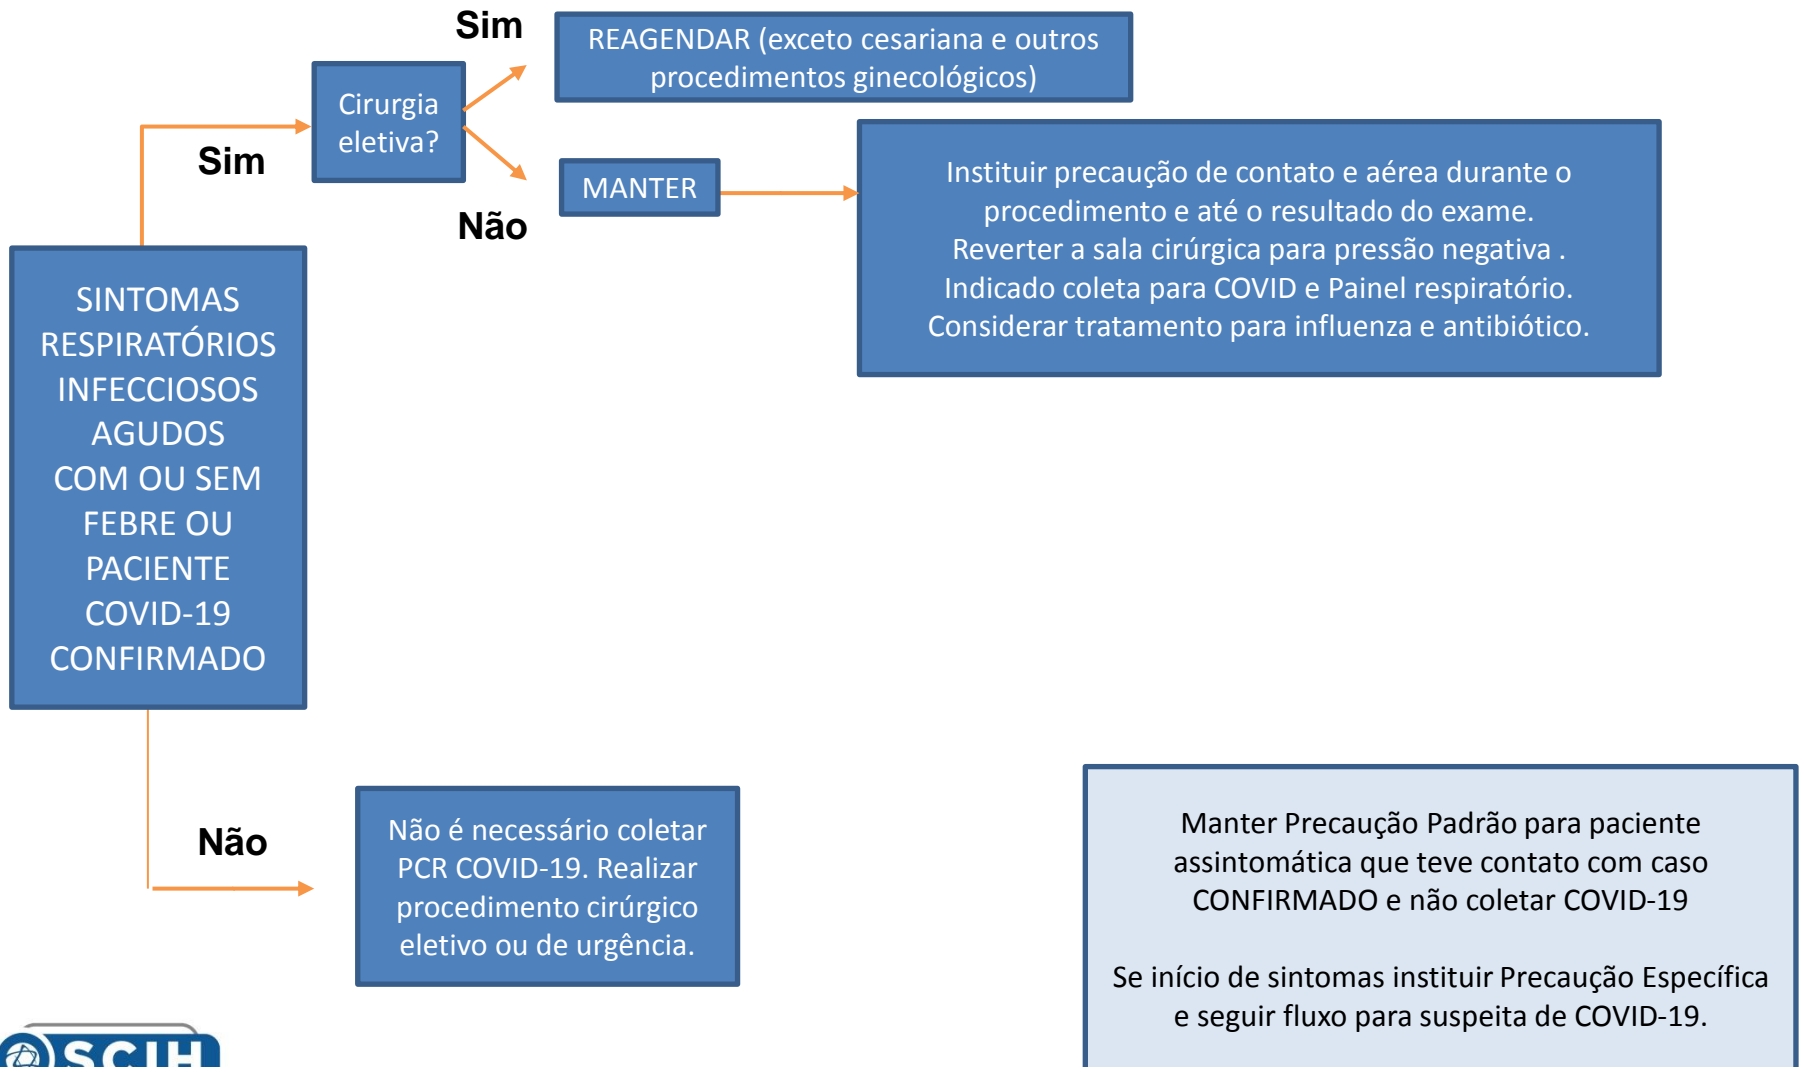 Sim
REAGENDAR (exceto cesariana e outros
procedimentos ginecológicos)
Cirurgia
eletiva?
Sim
Não
MANTER
Instituir precaução de contato e aérea durante o
procedimento e até o resultado do exame.
Reverter a sala cirúrgica para pressão negativa .
Indicado coleta para COVID e Painel respiratório.
Considerar tratamento para influenza e antibiótico.
SINTOMAS
RESPIRATÓRIOS
INFECCIOSOS
AGUDOS
COM OU SEM
FEBRE OU
PACIENTE
COVID-19
CONFIRMADO
Não
Não é necessário coletar
PCR COVID-19. Realizar
procedimento cirúrgico
eletivo ou de urgência.
Manter Precaução Padrão para paciente
assintomática que teve contato com caso
CONFIRMADO e não coletar COVID-19
Se início de sintomas instituir Precaução Específica
e seguir fluxo para suspeita de COVID-19.
SCIH